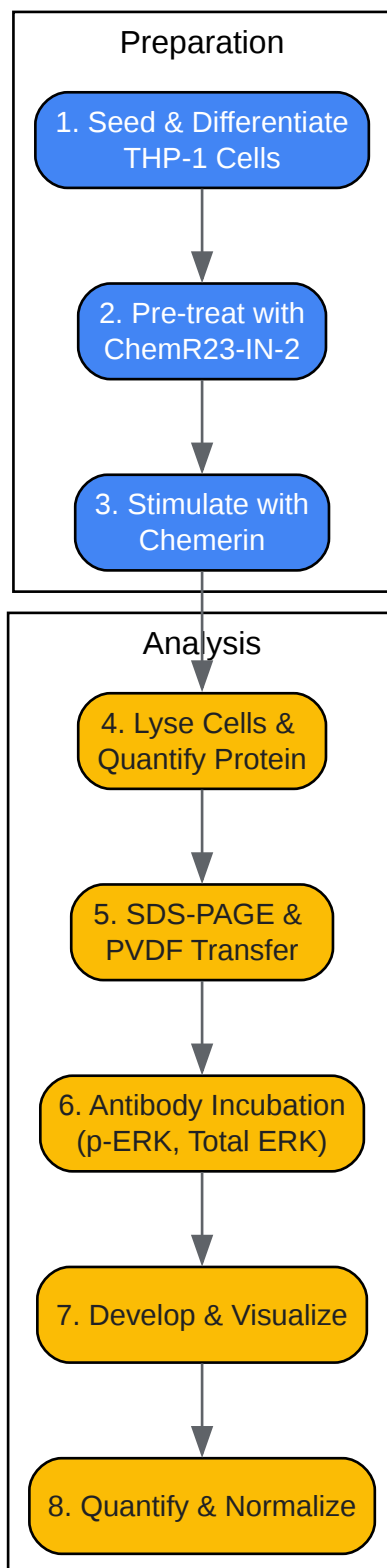 Preparation
1. Seed & Differentiate
THP-1 Cells
2. Pre-treat with
ChemR23-IN-2
3. Stimulate with
Chemerin
Analysis
4. Lyse Cells &
Quantify Protein
5. SDS-PAGE &
PVDF Transfer
6. Antibody Incubation
(p-ERK, Total ERK)
7. Develop & Visualize
8. Quantify & Normalize